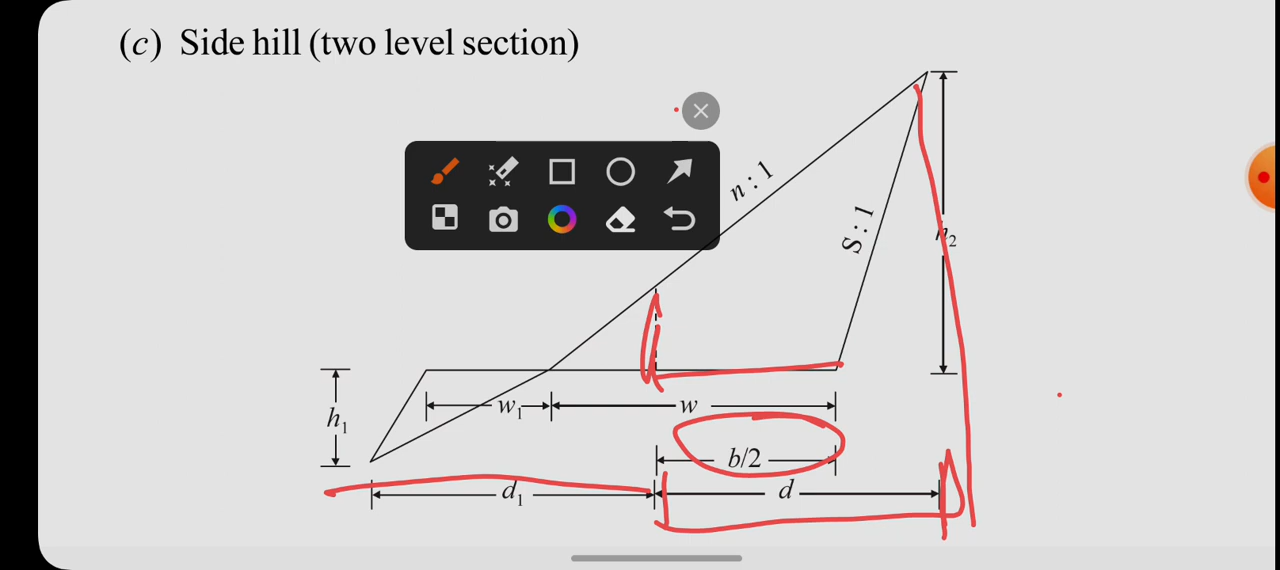 (c) Side hill (two level section)
n : 1
S : 1
h₂
h₁
w₁
w
b/2
d₁
d